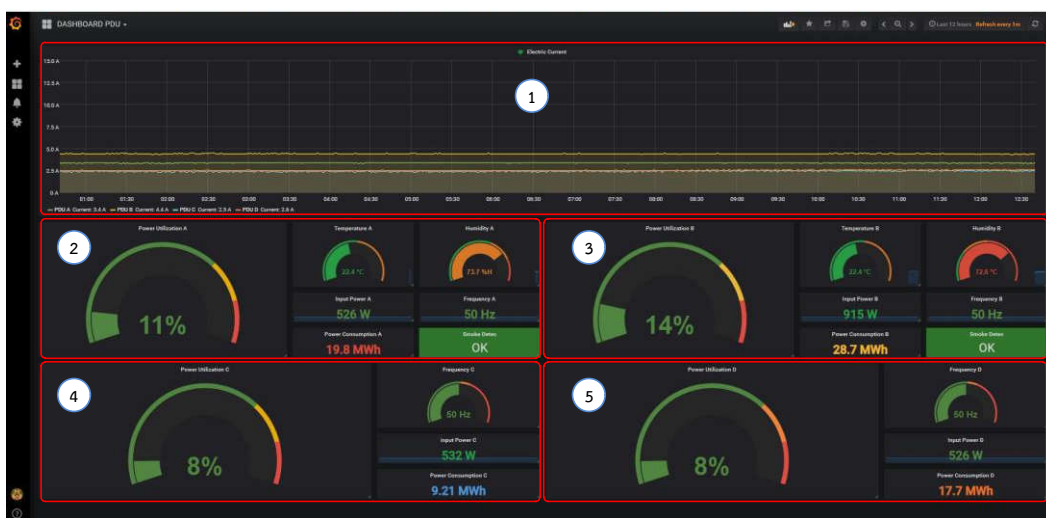 DASHBOARD PDU
Last 12 hours Refresh every 1m
Electric Current
1
15.0 A
12.5 A
10.0 A
7.5 A
5.0 A
2.5 A
0 A
01:00 01:30 02:00 02:30 03:00 03:30 04:00 04:30 05:00 05:30 06:00 06:30 07:00 07:30 08:00 08:30 09:00 09:30 10:00 10:30 11:00 11:30 12:00 12:30
PDU A Current: 3.4 A PDU B Current: 4.4 A PDU C Current: 2.5 A PDU D Current: 2.6 A
2
Power Utilization A
11%
Temperature A
22.4 °C
Humidity A
73.7 %H
Input Power A
526 W
Frequency A
50 Hz
Power Consumption A
19.8 MWh
Smoke Detec
OK
3
Power Utilization B
14%
Temperature B
22.4 °C
Humidity B
Input Power B
915 W
Frequency B
50 Hz
Power Consumption B
28.7 MWh
Smoke Detec
OK
4
Power Utilization C
8%
Frequency C
50 Hz
Input Power C
532 W
Power Consumption C
9.21 MWh
5
Power Utilization D
8%
Frequency D
50 Hz
Input Power D
526 W
Power Consumption D
17.7 MWh